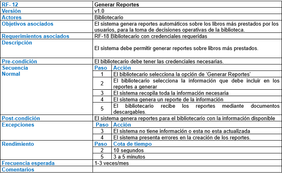 RF- 12 Generar Reportes
Versión v1.0
Actores Bibliotecario
Objetivos asociados El sistema genera reportes automáticos sobre los libros más prestados por los usuarios, para la toma de decisiones operativas de la biblioteca.
Requerimientos asociados RF-18 Bibliotecario con credenciales requeridas
Descripción El sistema debe permitir generar reportes sobre libros más prestados.
Pre condición El bibliotecario debe tener las credenciales necesarias.
Secuencia Normal Paso Acción
1 El bibliotecario selecciona la opción de 'Generar Reportes'
2 El bibliotecario selecciona la información que debe incluir en los reportes a generar
3 El sistema recopila toda la información necesaria
4 El sistema genera un reporte de la información
5 El bibliotecario recibe los reportes mediante documentos descargables
Post condición El sistema genera reportes para el bibliotecario con la información disponible
Excepciones Paso Acción
3 El sistema no tiene información o esta no esta actualizada
4 El sistema presenta errores en la creación de los reportes.
Rendimiento Paso Cota de tiempo
2 10 segundos
5 3 a 5 minutos
Frecuencia esperada 1-3 veces/mes
Comentarios